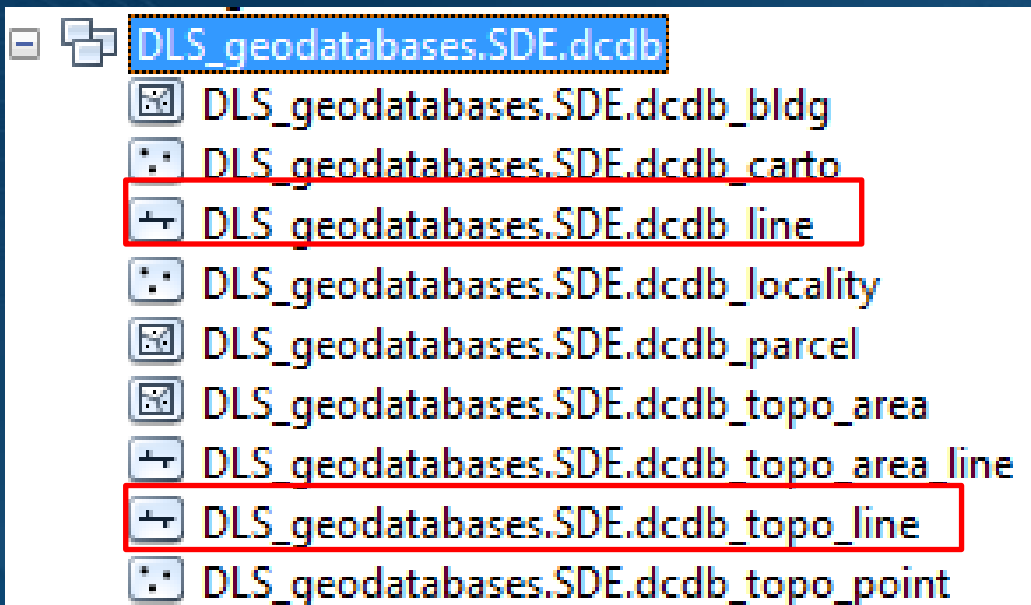 DLS_geodatabases.SDE.dcdb
DLS_geodatabases.SDE.dcdb_bldg
DLS_geodatabases.SDE.dcdb_carto
DLS_geodatabases.SDE.dcdb_line
DLS_geodatabases.SDE.dcdb_locality
DLS_geodatabases.SDE.dcdb_parcel
DLS_geodatabases.SDE.dcdb_topo_area
DLS_geodatabases.SDE.dcdb_topo_area_line
DLS_geodatabases.SDE.dcdb_topo_line
DLS_geodatabases.SDE.dcdb_topo_point